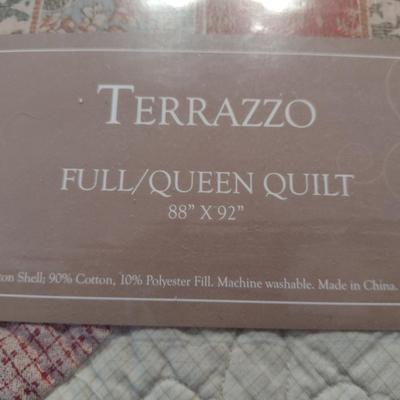 TERRAZZO
FULL/QUEEN QUILT
88" X 92"
Shell; 90% Cotton, 10% Polyester Fill. Machine washable. Made in China.